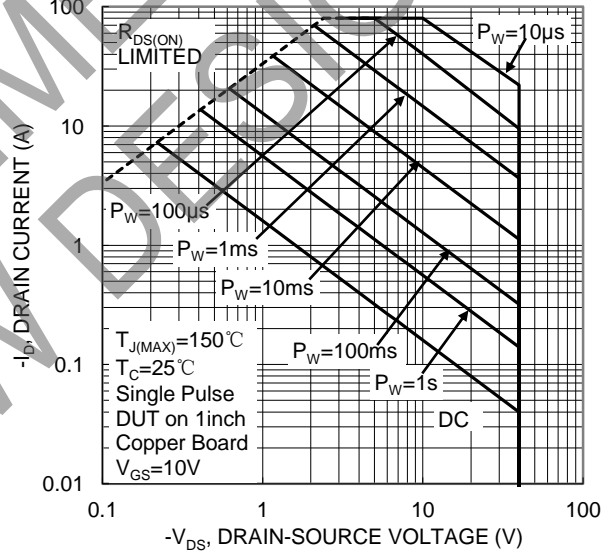 100
10
1
0.1
0.01
-I_D, DRAIN CURRENT (A)
R_DS(ON)
LIMITED
P_W=10µs
P_W=100µs
P_W=1ms
P_W=10ms
P_W=100ms
P_W=1s
DC
T_J(MAX)=150℃
T_C=25℃
Single Pulse
DUT on 1inch
Copper Board
V_GS=10V
0.1 1 10 100
-V_DS, DRAIN-SOURCE VOLTAGE (V)